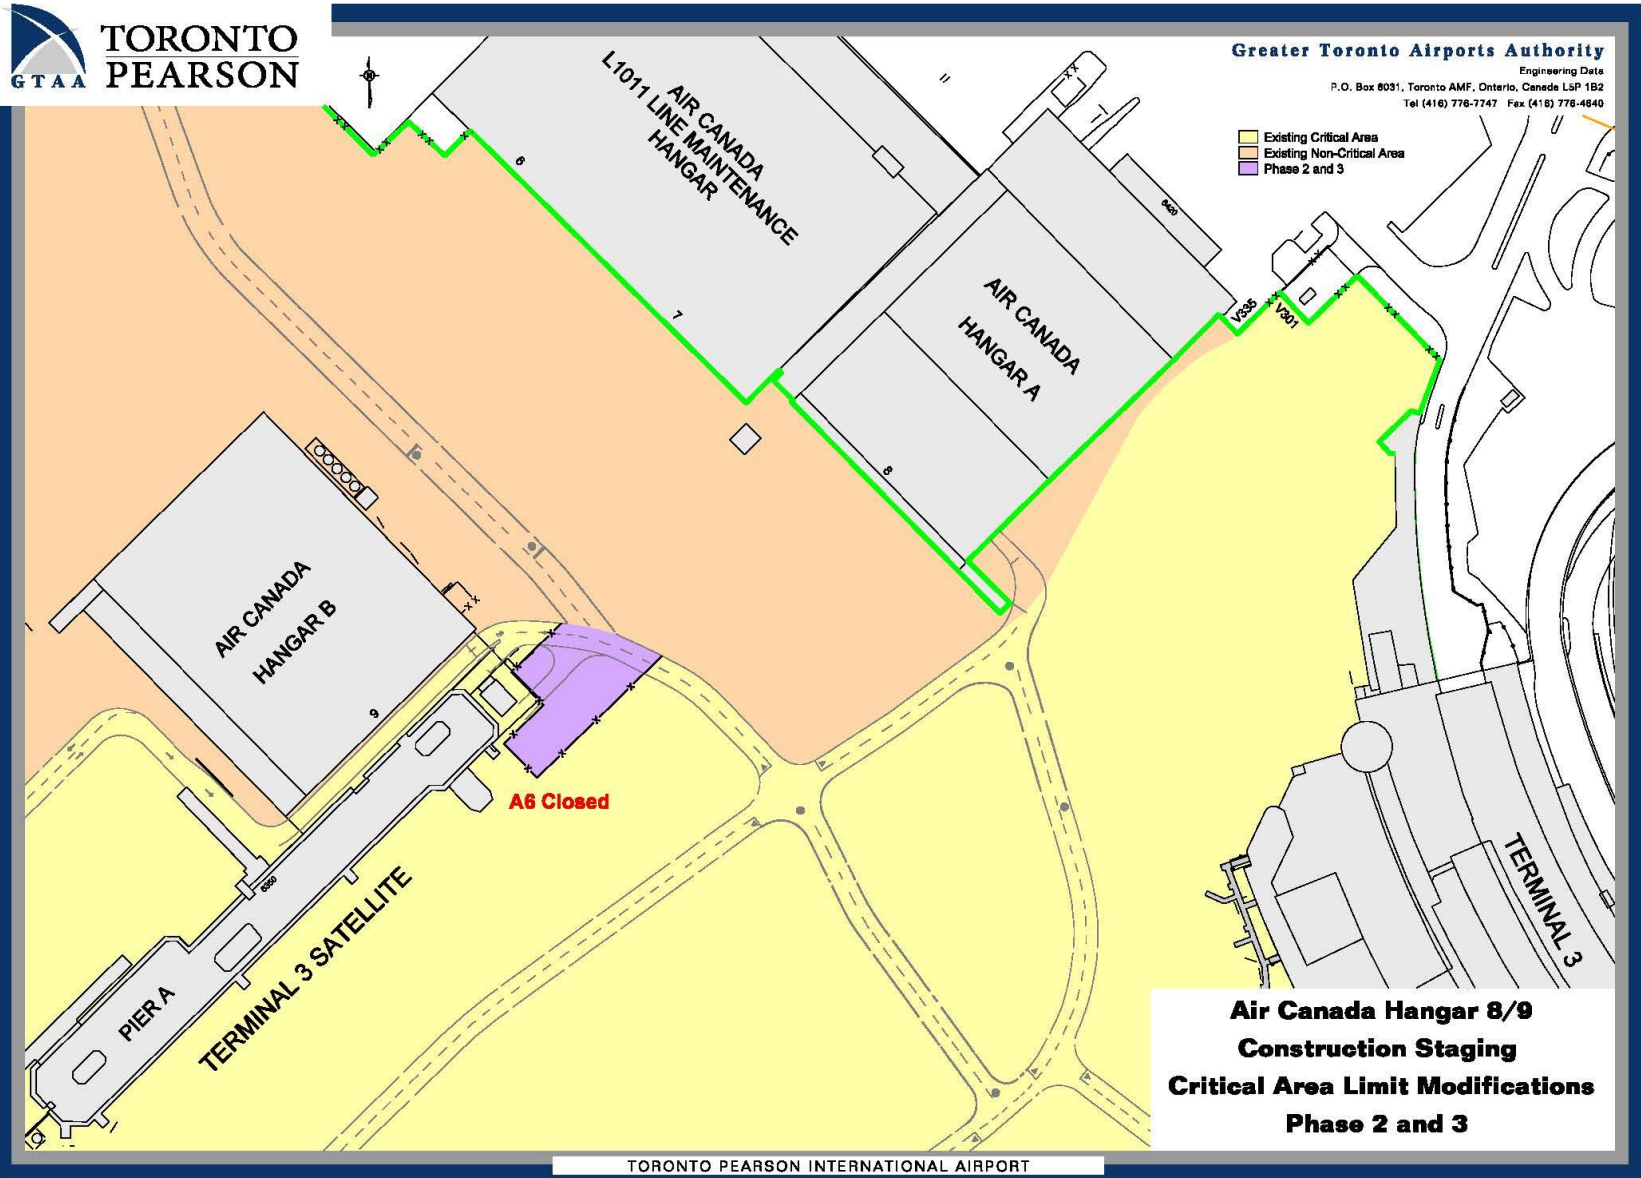 TORONTO
PEARSON
GTAA
Greater Toronto Airports Authority
Engineering Data
P.O. Box 6031, Toronto AMF, Ontario, Canada L5P 1B2
Tel (416) 776-7747 Fax (416) 776-4640
Existing Critical Area
Existing Non-Critical Area
Phase 2 and 3
AIR CANADA
L1011 LINE MAINTENANCE
HANGAR
6
7
8
6420
AIR CANADA
HANGAR A
V335
V301
AIR CANADA
HANGAR B
9
A6 Closed
TERMINAL 3 SATELLITE
PIER A
TERMINAL 3
Air Canada Hangar 8/9
Construction Staging
Critical Area Limit Modifications
Phase 2 and 3
TORONTO PEARSON INTERNATIONAL AIRPORT